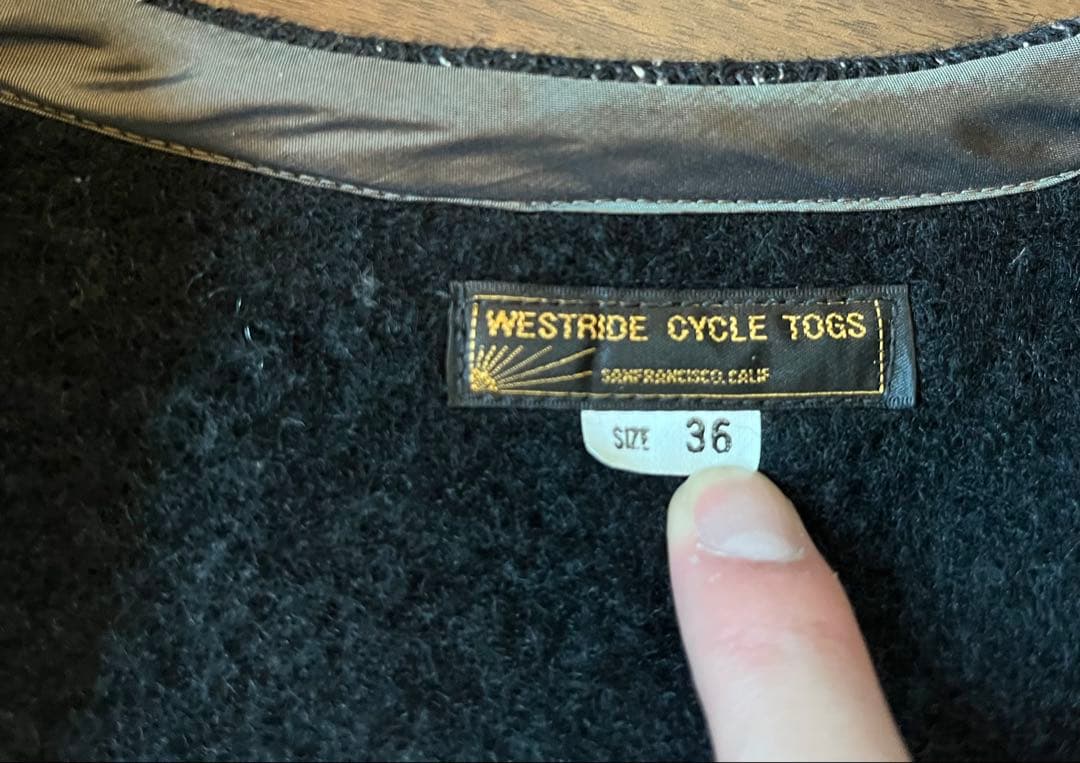 WESTRIDE CYCLE TOGS
SANFRANCISCO.CALIF
SIZE 36